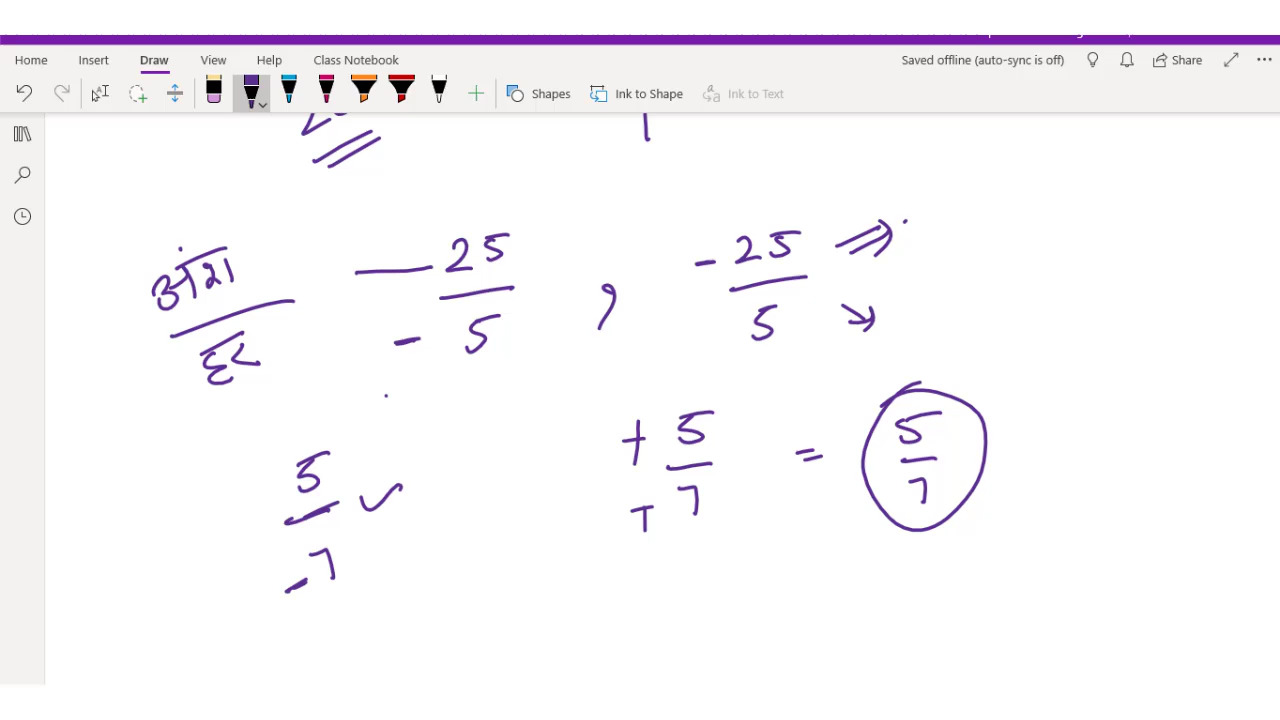 Home Insert Draw View Help Class Notebook Saved offline (auto-sync is off) Share
Shapes Ink to Shape Ink to Text
अंश/हर -25/-5 , -25/5
5/-7 +5/+7 = 5/7